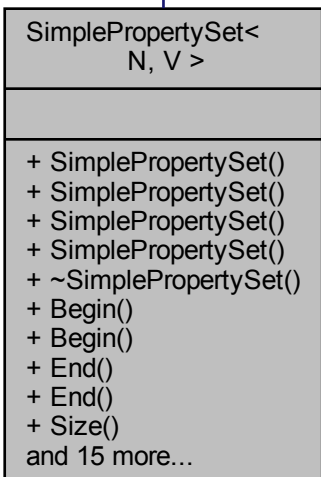 SimplePropertySet<
N, V >
+ SimplePropertySet()
+ SimplePropertySet()
+ SimplePropertySet()
+ SimplePropertySet()
+ ~SimplePropertySet()
+ Begin()
+ Begin()
+ End()
+ End()
+ Size()
and 15 more...